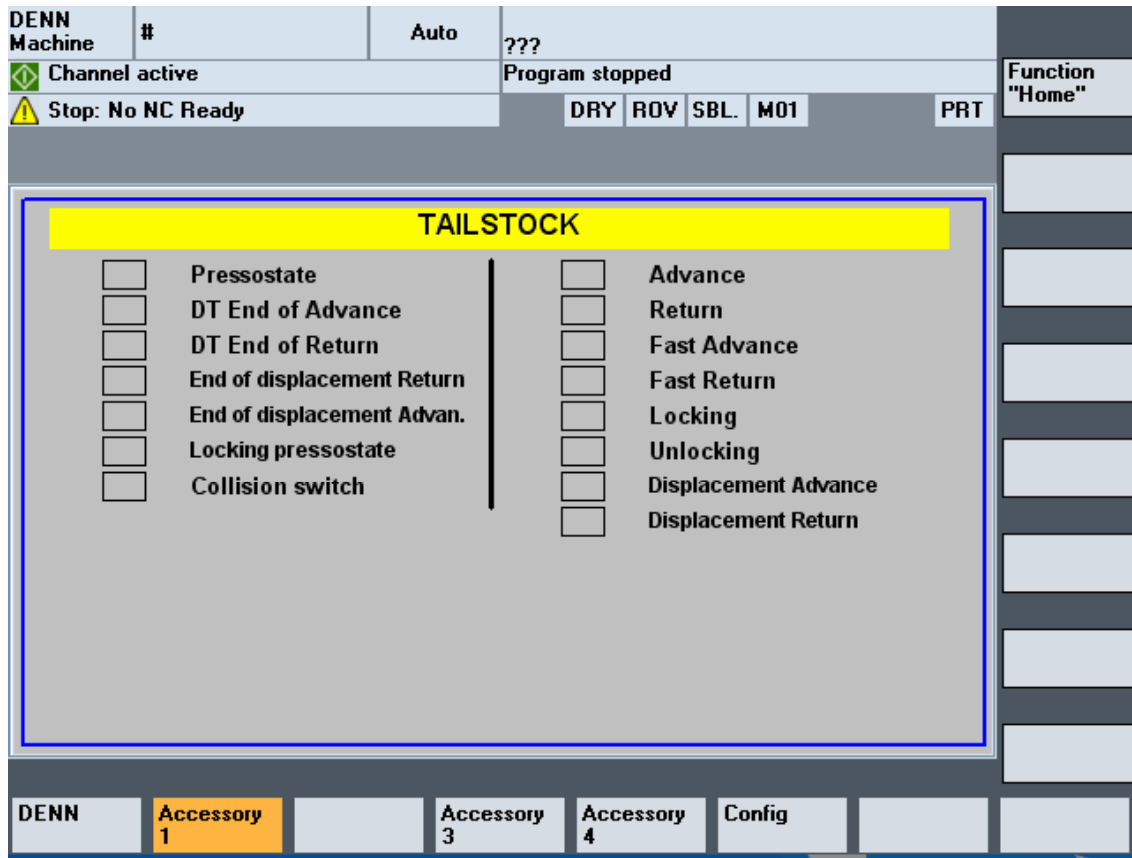 DENN
Machine
#
Auto
???
Channel active
Program stopped
Function
"Home"
Stop: No NC Ready
DRY ROV SBL. M01 PRT
TAILSTOCK
Pressostate
DT End of Advance
DT End of Return
End of displacement Return
End of displacement Advan.
Locking pressostate
Collision switch
Advance
Return
Fast Advance
Fast Return
Locking
Unlocking
Displacement Advance
Displacement Return
DENN
Accessory
1
Accessory
3
Accessory
4
Config